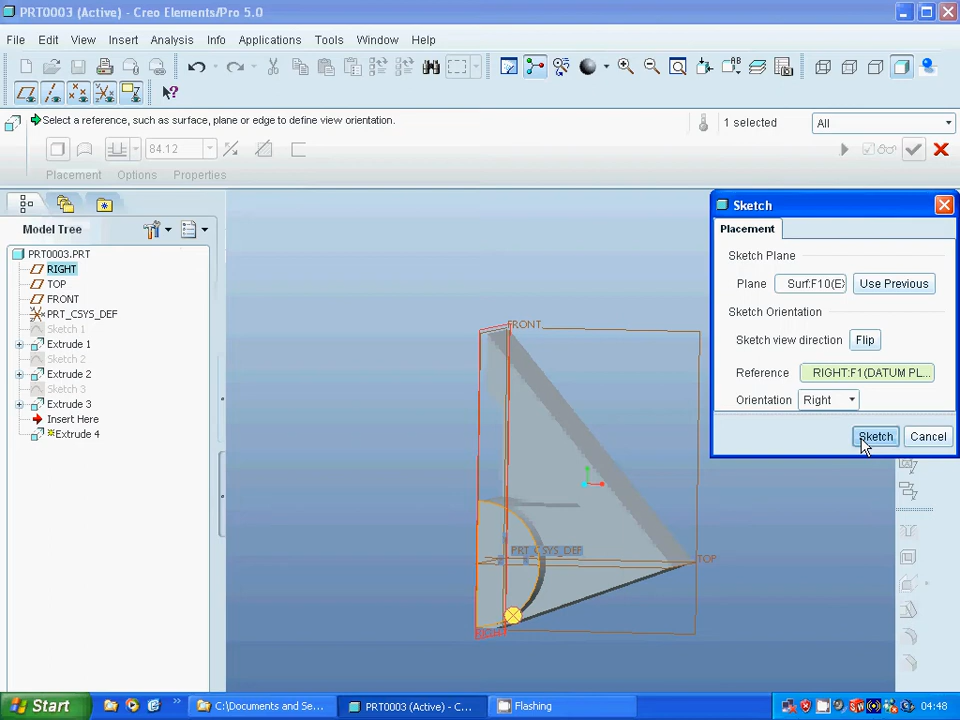 PRT0003 (Active) - Creo Elements/Pro 5.0
File Edit View Insert Analysis Info Applications Tools Window Help
Select a reference, such as surface, plane or edge to define view orientation.
1 selected
All
84.12
Placement Options Properties
Model Tree
PRT0003.PRT
RIGHT
TOP
FRONT
PRT_CSYS_DEF
Sketch 1
Extrude 1
Sketch 2
Extrude 2
Sketch 3
Extrude 3
Insert Here
Extrude 4
FRONT
PRT_CSYS_DEF
TOP
RIGHT
Sketch
Placement
Sketch Plane
Plane Surf:F10(E) Use Previous
Sketch Orientation
Sketch view direction Flip
Reference RIGHT:F1(DATUM PL...
Orientation Right
Sketch Cancel
Start
C:\Documents and Se...
PRT0003 (Active) - C...
Flashing
04:48